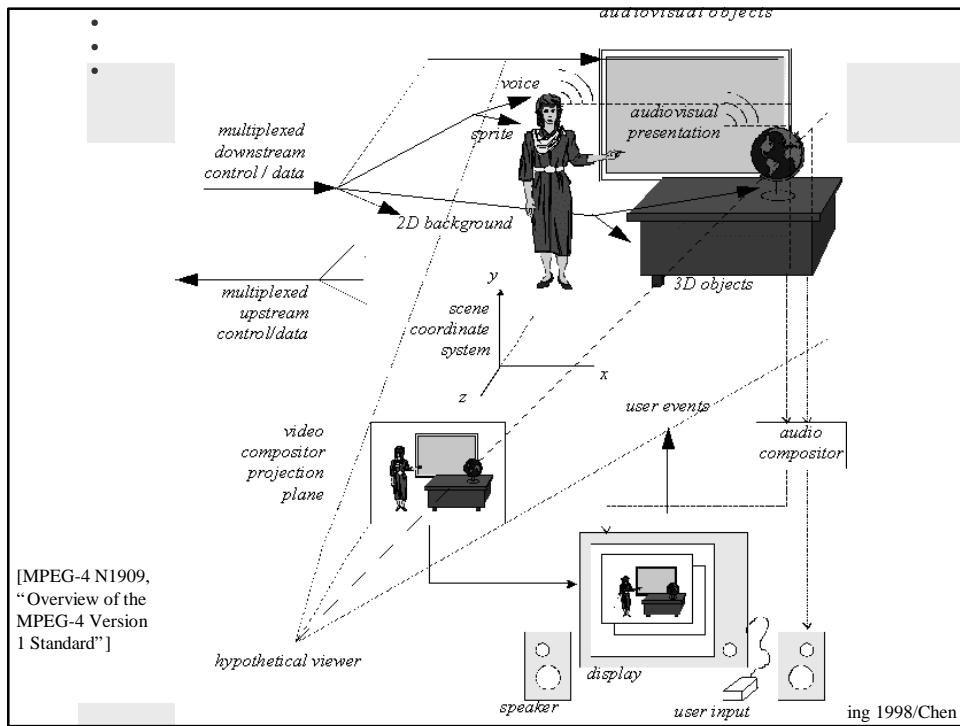 audiovisual objects
voice
sprite
audiovisual
presentation
multiplexed
downstream
control / data
2D background
3D objects
multiplexed
upstream
control/data
y
scene
coordinate
system
x
z
user events
video
compositor
projection
plane
audio
compositor
[MPEG-4 N1909,
“Overview of the
MPEG-4 Version
1 Standard”]
hypothetical viewer
display
speaker
user input
ing 1998/Chen